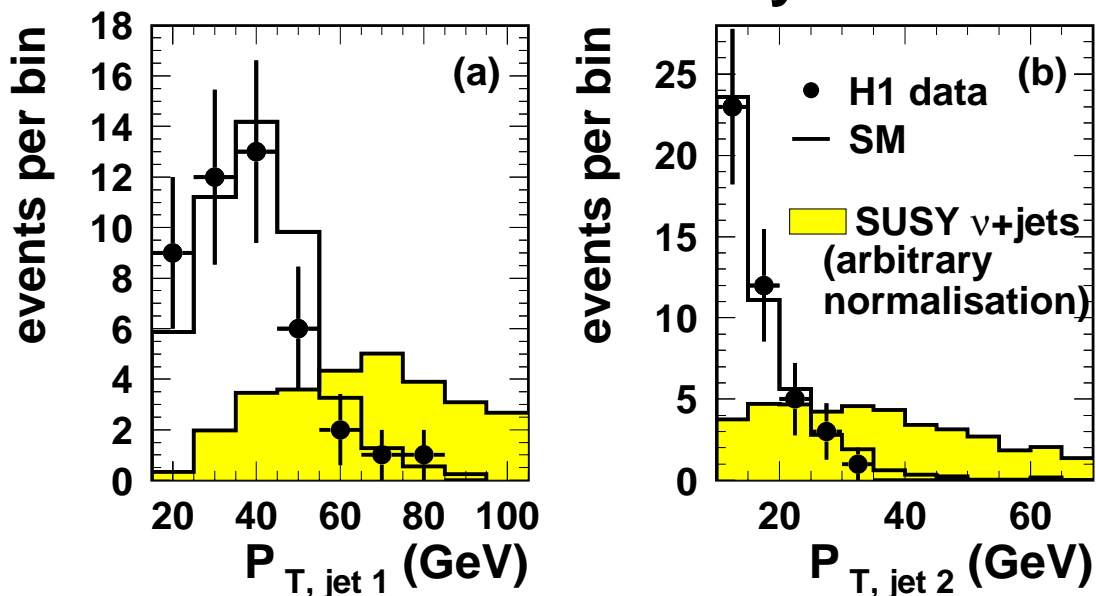 events per bin
18
16
14
12
10
8
6
4
2
0
(a)
20 40 60 80 100
P T, jet 1 (GeV)
events per bin
25
20
15
10
5
0
(b)
H1 data
SM
SUSY ν+jets
(arbitrary
normalisation)
20 40 60
P T, jet 2 (GeV)